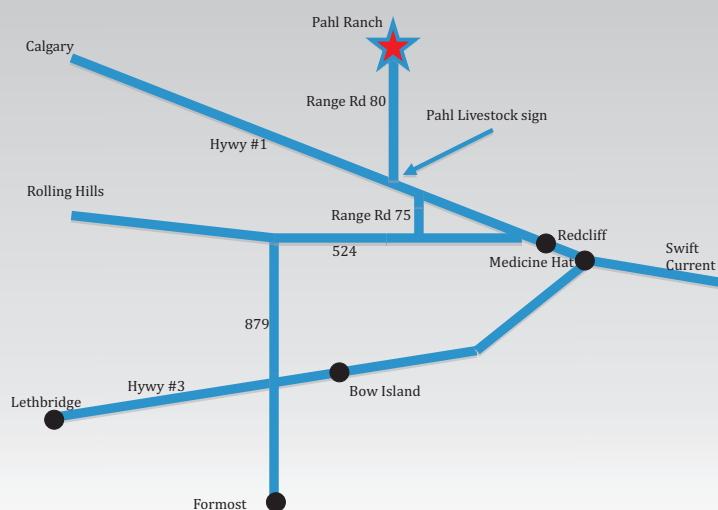 Pahl Ranch
Calgary
Range Rd 80
Pahl Livestock sign
Hywy #1
Rolling Hills
Range Rd 75
Redcliff
524
Medicine Hat
Swift
Current
879
Hywy #3
Bow Island
Lethbridge
Formost